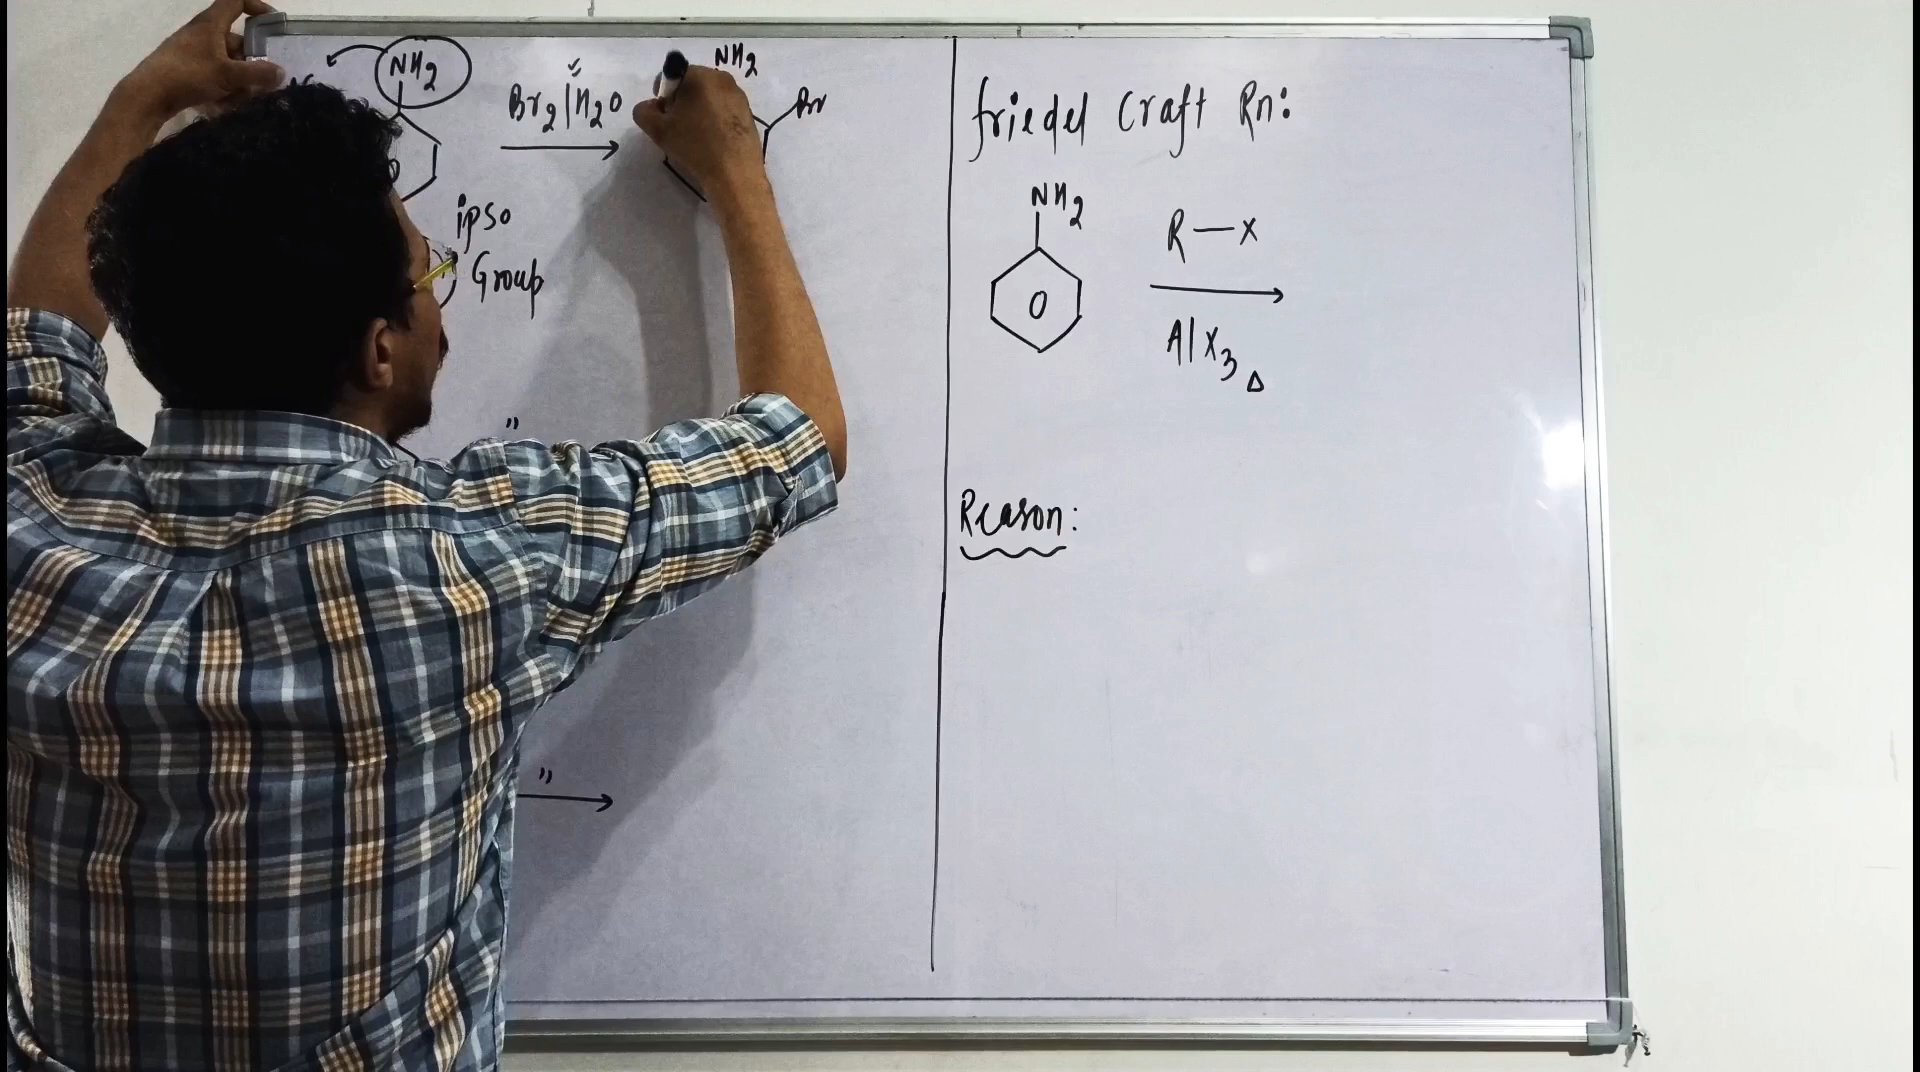 NH2
Br2|H2O
ipso
Group
"
"
NH2
Br
friedel Craft Rn:
NH2
R—X
AlX3 Δ
Reason: